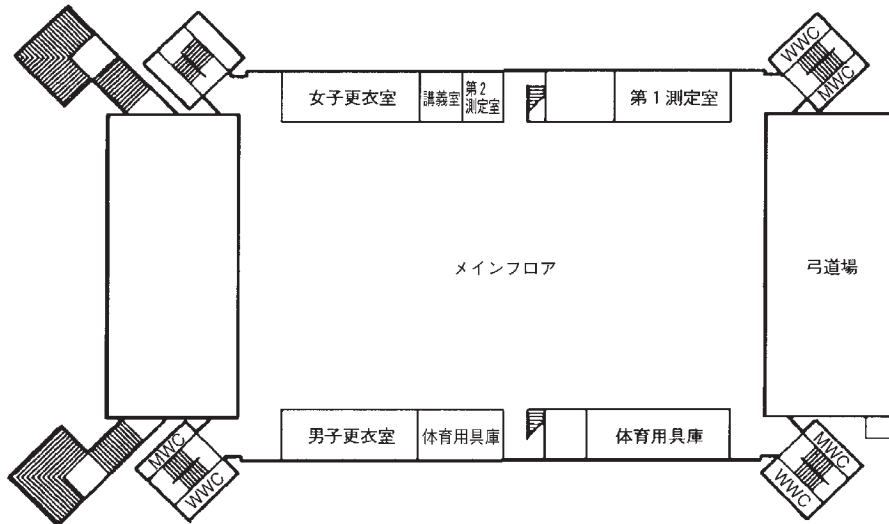 WWC
MWC
女子更衣室
講義室
第2
測定室
第1測定室
メインフロア
弓道場
男子更衣室
体育用具庫
体育用具庫
MWC
WWC
MWC
WWC